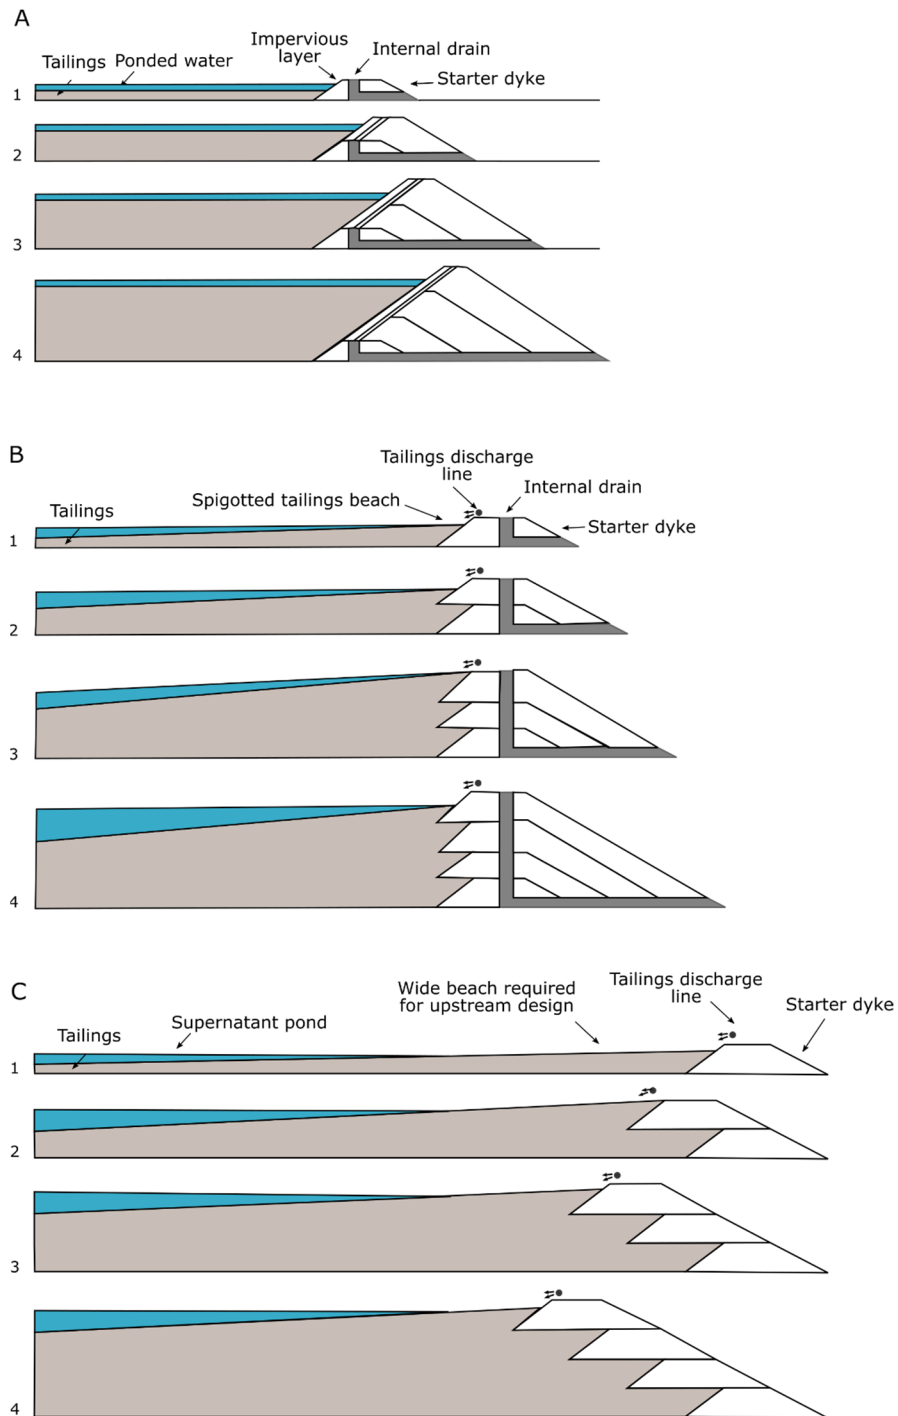 A
Impervious
layer
Internal drain
Tailings
Ponded water
Starter dyke
1
2
3
4
B
Tailings discharge
line
Internal drain
Spigotted tailings beach
Tailings
Starter dyke
1
2
3
4
C
Tailings discharge
line
Wide beach required
for upstream design
Starter dyke
Supernatant pond
Tailings
1
2
3
4